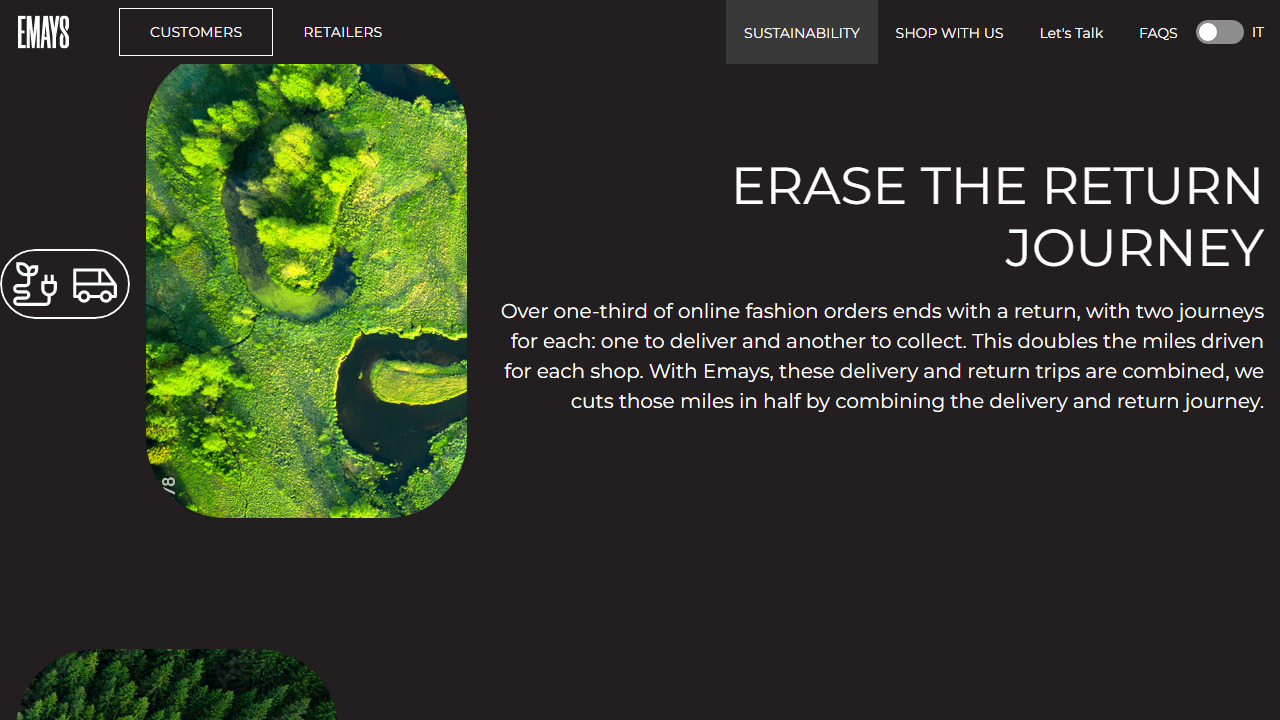 EMAYS
CUSTOMERS
RETAILERS
SUSTAINABILITY
SHOP WITH US
Let's Talk
FAQS
IT
ERASE THE RETURN
JOURNEY
Over one-third of online fashion orders ends with a return, with two journeys
for each: one to deliver and another to collect. This doubles the miles driven
for each shop. With Emays, these delivery and return trips are combined, we
cuts those miles in half by combining the delivery and return journey.